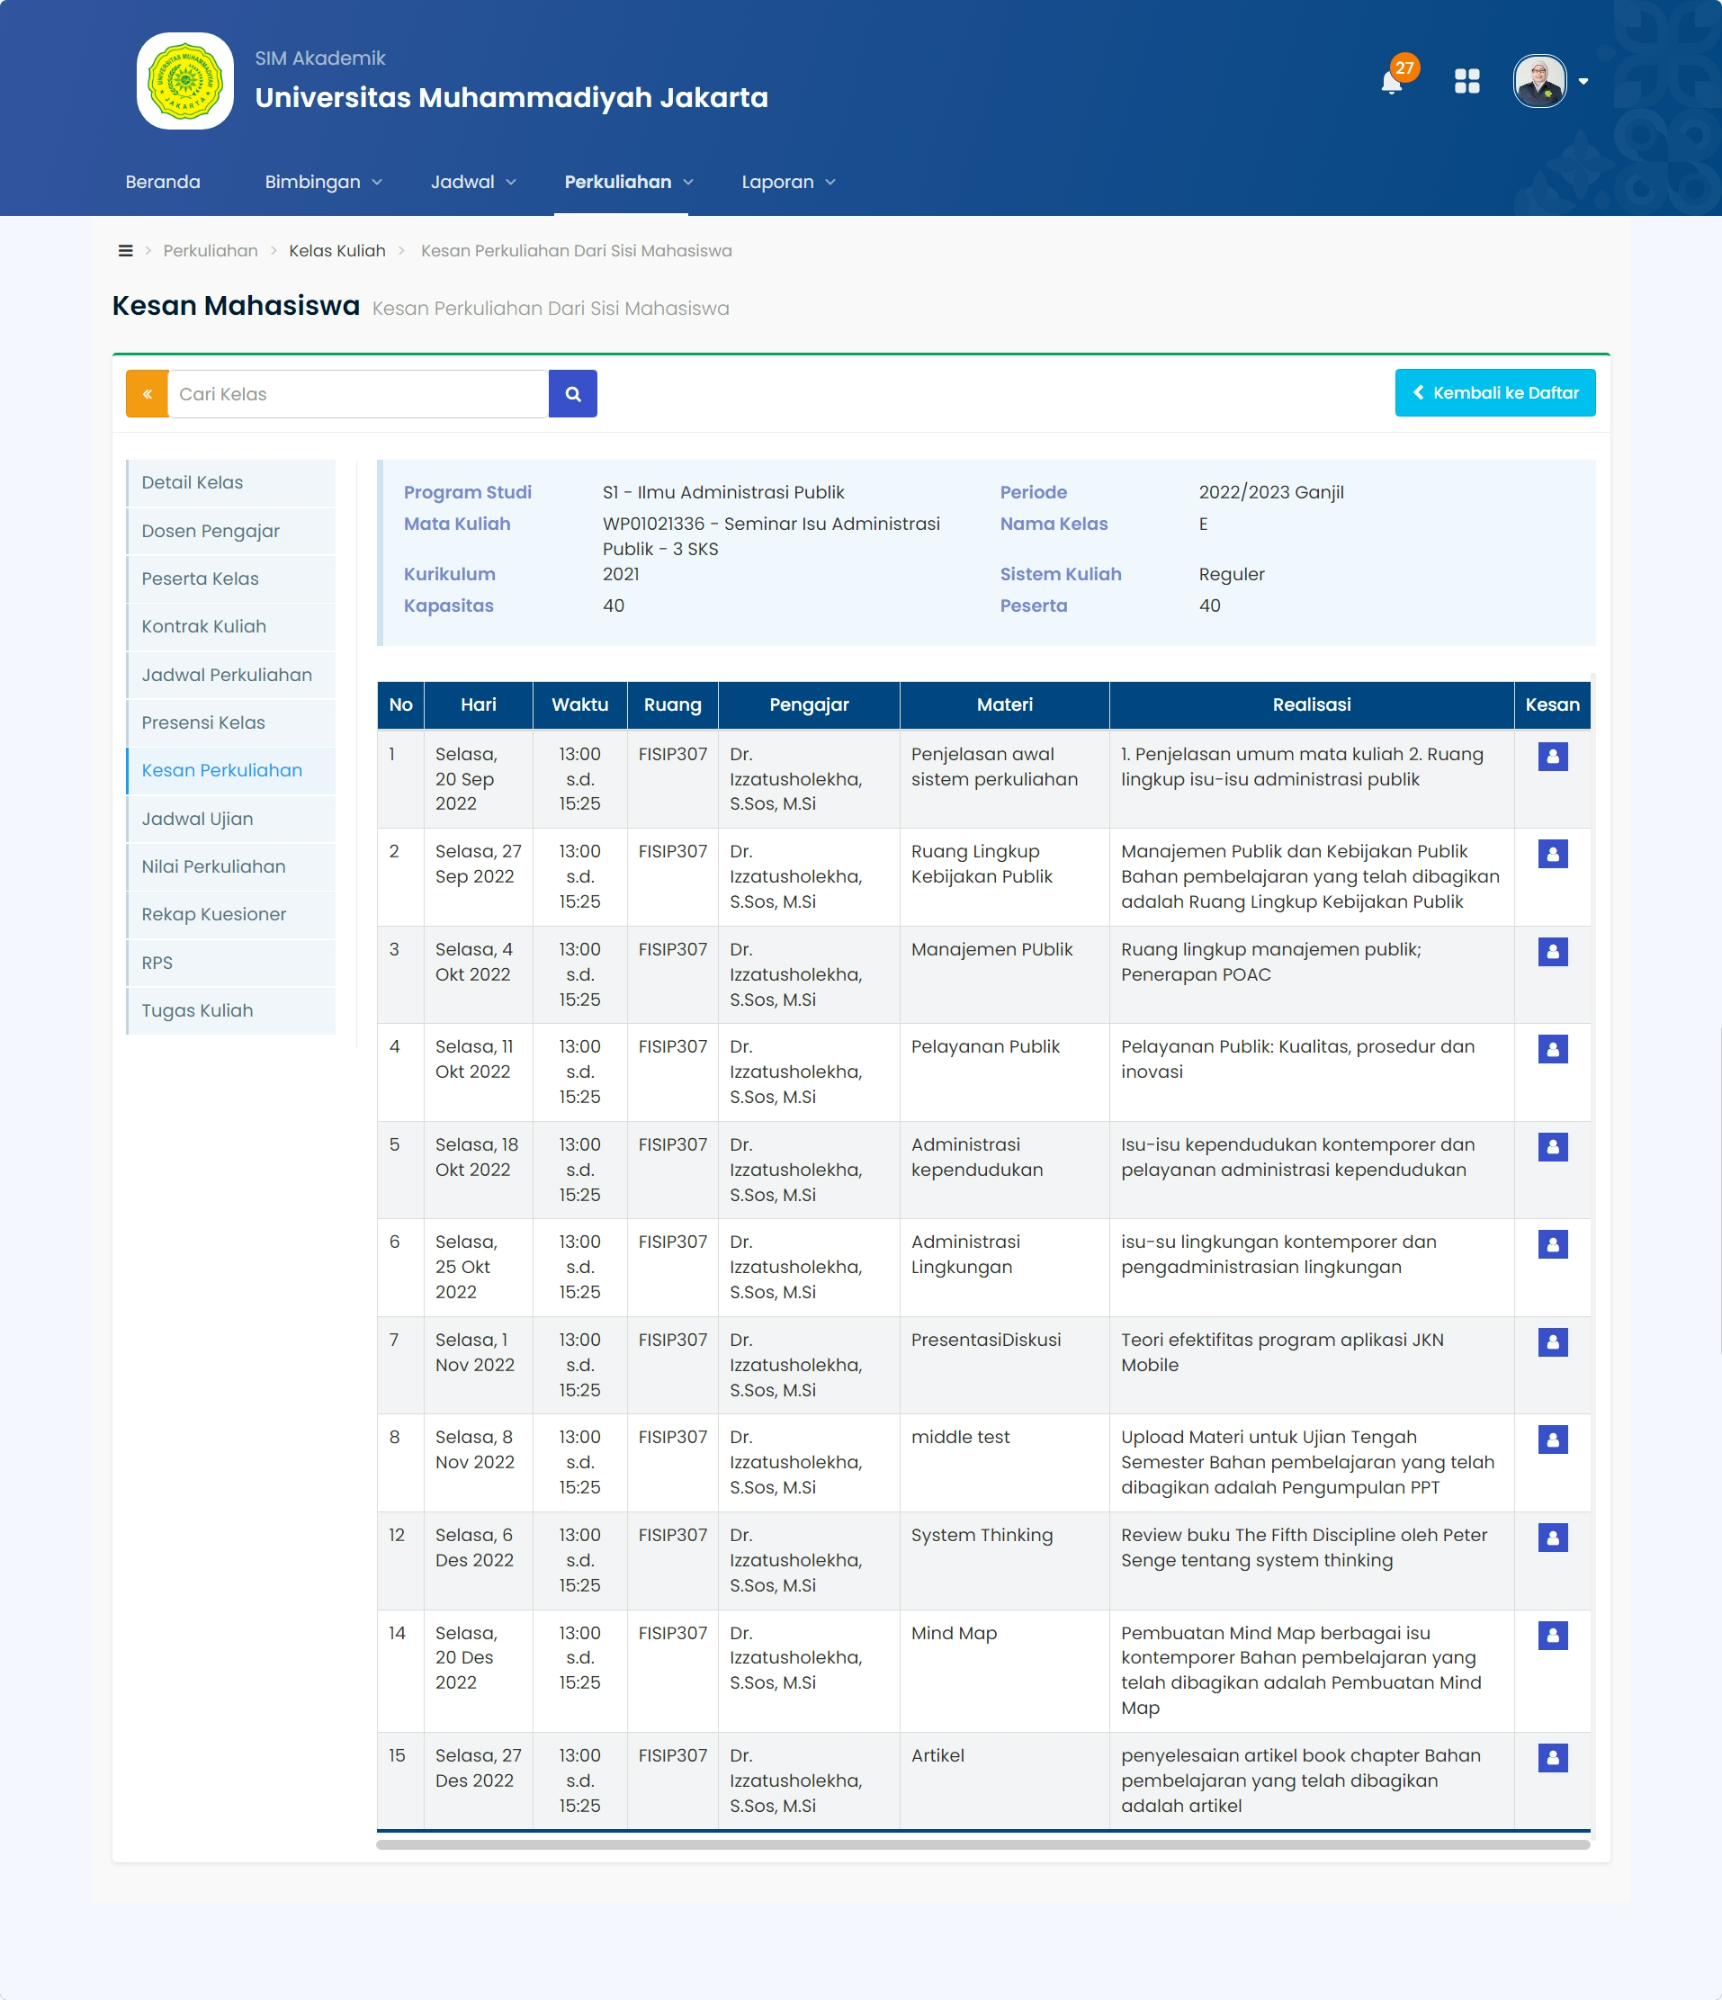 SIM Akademik
Universitas Muhammadiyah Jakarta
UNIVERSITAS MUHAMMADIYAH
JAKARTA
27
Beranda
Bimbingan
Jadwal
Perkuliahan
Laporan
> Perkuliahan > Kelas Kuliah > Kesan Perkuliahan Dari Sisi Mahasiswa
Kesan Mahasiswa Kesan Perkuliahan Dari Sisi Mahasiswa
« Cari Kelas
Kembali ke Daftar
Detail Kelas
Dosen Pengajar
Peserta Kelas
Kontrak Kuliah
Jadwal Perkuliahan
Presensi Kelas
Kesan Perkuliahan
Jadwal Ujian
Nilai Perkuliahan
Rekap Kuesioner
RPS
Tugas Kuliah
Program Studi S1 - Ilmu Administrasi Publik Periode 2022/2023 Ganjil
Mata Kuliah WP01021336 - Seminar Isu Administrasi Nama Kelas E
Publik - 3 SKS
Kurikulum 2021 Sistem Kuliah Reguler
Kapasitas 40 Peserta 40
No Hari Waktu Ruang Pengajar Materi Realisasi Kesan
1 Selasa, 13:00 FISIP307 Dr. Penjelasan awal 1. Penjelasan umum mata kuliah 2. Ruang
20 Sep s.d. Izzatusholekha, sistem perkuliahan lingkup isu-isu administrasi publik
2022 15:25 S.Sos, M.Si
2 Selasa, 27 13:00 FISIP307 Dr. Ruang Lingkup Manajemen Publik dan Kebijakan Publik
Sep 2022 s.d. Izzatusholekha, Kebijakan Publik Bahan pembelajaran yang telah dibagikan
15:25 S.Sos, M.Si adalah Ruang Lingkup Kebijakan Publik
3 Selasa, 4 13:00 FISIP307 Dr. Manajemen PUblik Ruang lingkup manajemen publik;
Okt 2022 s.d. Izzatusholekha, Penerapan POAC
15:25 S.Sos, M.Si
4 Selasa, 11 13:00 FISIP307 Dr. Pelayanan Publik Pelayanan Publik: Kualitas, prosedur dan
Okt 2022 s.d. Izzatusholekha, inovasi
15:25 S.Sos, M.Si
5 Selasa, 18 13:00 FISIP307 Dr. Administrasi Isu-isu kependudukan kontemporer dan
Okt 2022 s.d. Izzatusholekha, kependudukan pelayanan administrasi kependudukan
15:25 S.Sos, M.Si
6 Selasa, 13:00 FISIP307 Dr. Administrasi isu-su lingkungan kontemporer dan
25 Okt s.d. Izzatusholekha, Lingkungan pengadministrasian lingkungan
2022 15:25 S.Sos, M.Si
7 Selasa, 1 13:00 FISIP307 Dr. PresentasiDiskusi Teori efektifitas program aplikasi JKN
Nov 2022 s.d. Izzatusholekha, Mobile
15:25 S.Sos, M.Si
8 Selasa, 8 13:00 FISIP307 Dr. middle test Upload Materi untuk Ujian Tengah
Nov 2022 s.d. Izzatusholekha, Semester Bahan pembelajaran yang telah
15:25 S.Sos, M.Si dibagikan adalah Pengumpulan PPT
12 Selasa, 6 13:00 FISIP307 Dr. System Thinking Review buku The Fifth Discipline oleh Peter
Des 2022 s.d. Izzatusholekha, Senge tentang system thinking
15:25 S.Sos, M.Si
14 Selasa, 13:00 FISIP307 Dr. Mind Map Pembuatan Mind Map berbagai isu
20 Des s.d. Izzatusholekha, kontemporer Bahan pembelajaran yang
2022 15:25 S.Sos, M.Si telah dibagikan adalah Pembuatan Mind
Map
15 Selasa, 27 13:00 FISIP307 Dr. Artikel penyelesaian artikel book chapter Bahan
Des 2022 s.d. Izzatusholekha, pembelajaran yang telah dibagikan
15:25 S.Sos, M.Si adalah artikel